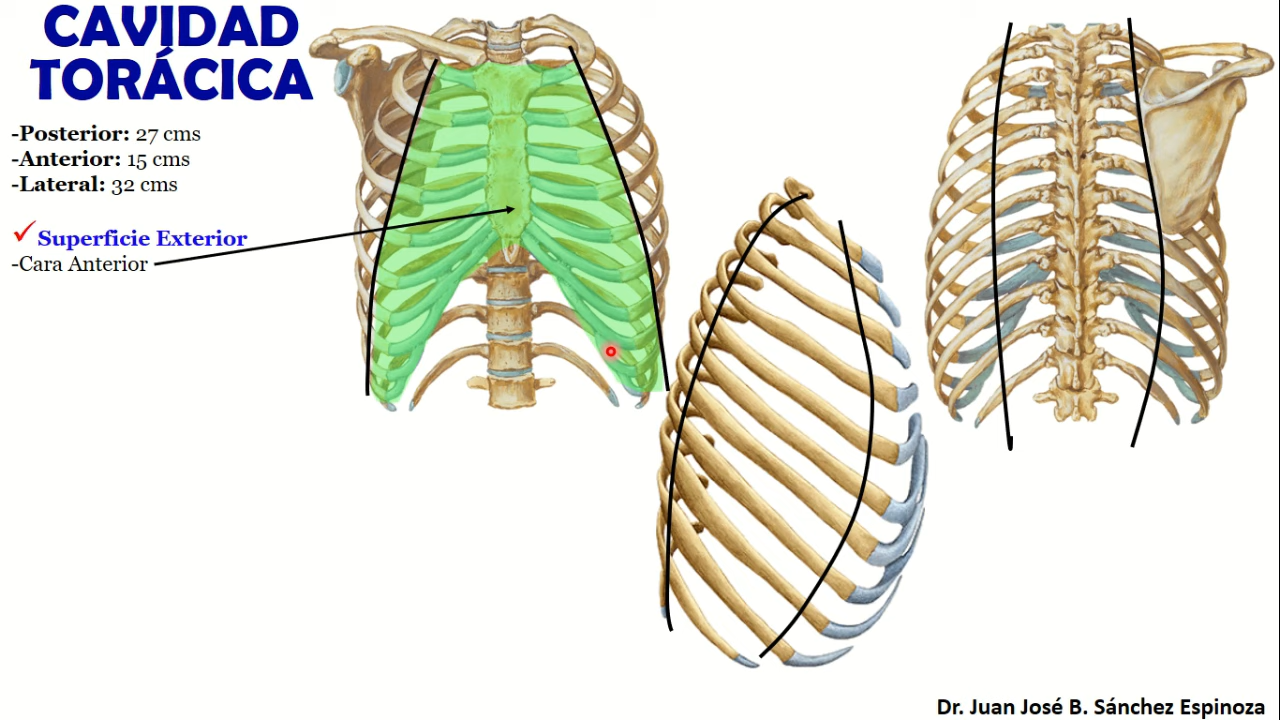 CAVIDAD
TORÁCICA
-Posterior: 27 cms
-Anterior: 15 cms
-Lateral: 32 cms
✓Superficie Exterior
-Cara Anterior
Dr. Juan José B. Sánchez Espinoza